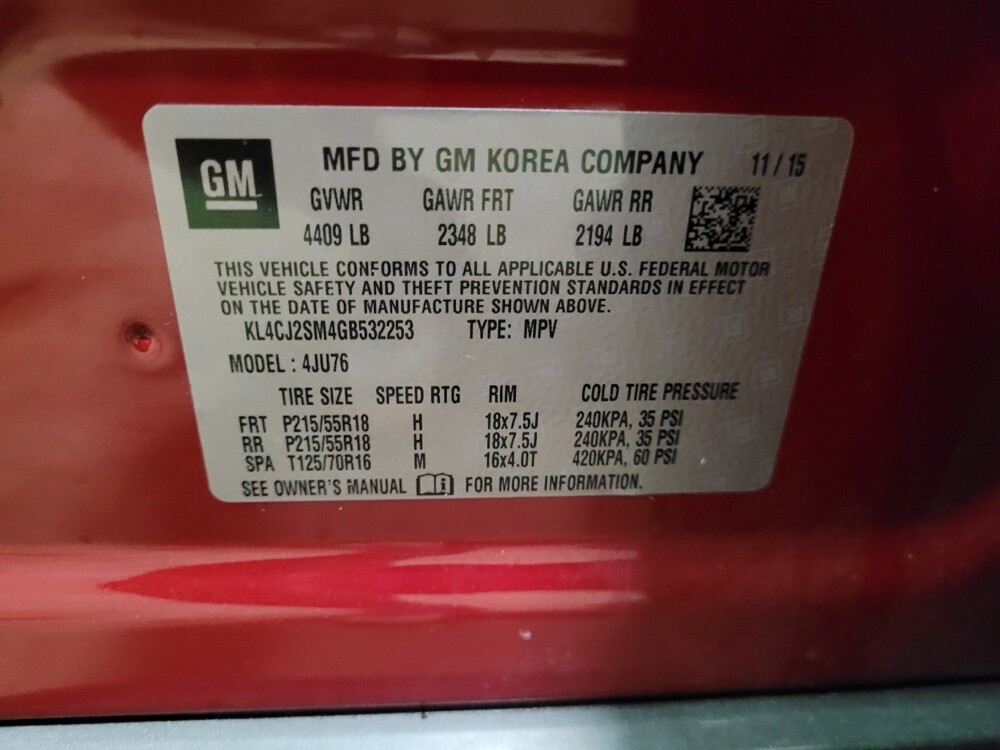 GM
MFD BY GM KOREA COMPANY 11 / 15
GVWR GAWR FRT GAWR RR
4409 LB 2348 LB 2194 LB
THIS VEHICLE CONFORMS TO ALL APPLICABLE U.S. FEDERAL MOTOR
VEHICLE SAFETY AND THEFT PREVENTION STANDARDS IN EFFECT
ON THE DATE OF MANUFACTURE SHOWN ABOVE.
KL4CJ2SM4GB532253 TYPE: MPV
MODEL : 4JU76
TIRE SIZE SPEED RTG RIM COLD TIRE PRESSURE
FRT P215/55R18 H 18x7.5J 240KPA, 35 PSI
RR P215/55R18 H 18x7.5J 240KPA, 35 PSI
SPA T125/70R16 M 16x4.0T 420KPA, 60 PSI
SEE OWNER'S MANUAL i FOR MORE INFORMATION.